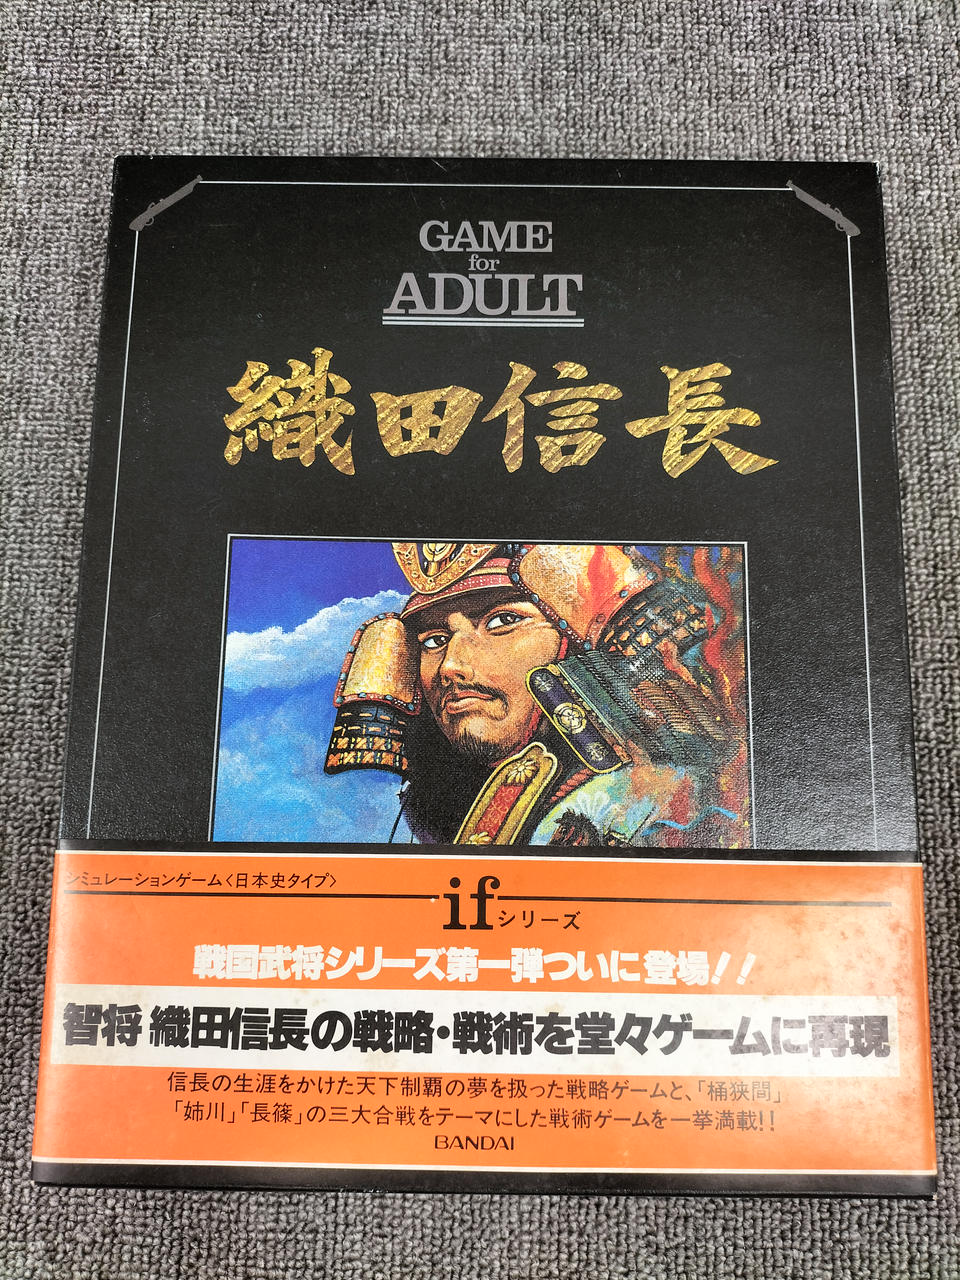 GAME
for
ADULT
織田信長
シミュレーションゲーム〈日本史タイプ〉
ifシリーズ
戦国武将シリーズ第一弾ついに登場!!
智将 織田信長の戦略・戦術を堂々ゲームに再現
信長の生涯をかけた天下制覇の夢を扱った戦略ゲームと、「桶狭間」
「姉川」「長篠」の三大合戦をテーマにした戦術ゲームを一挙満載!!
BANDAI